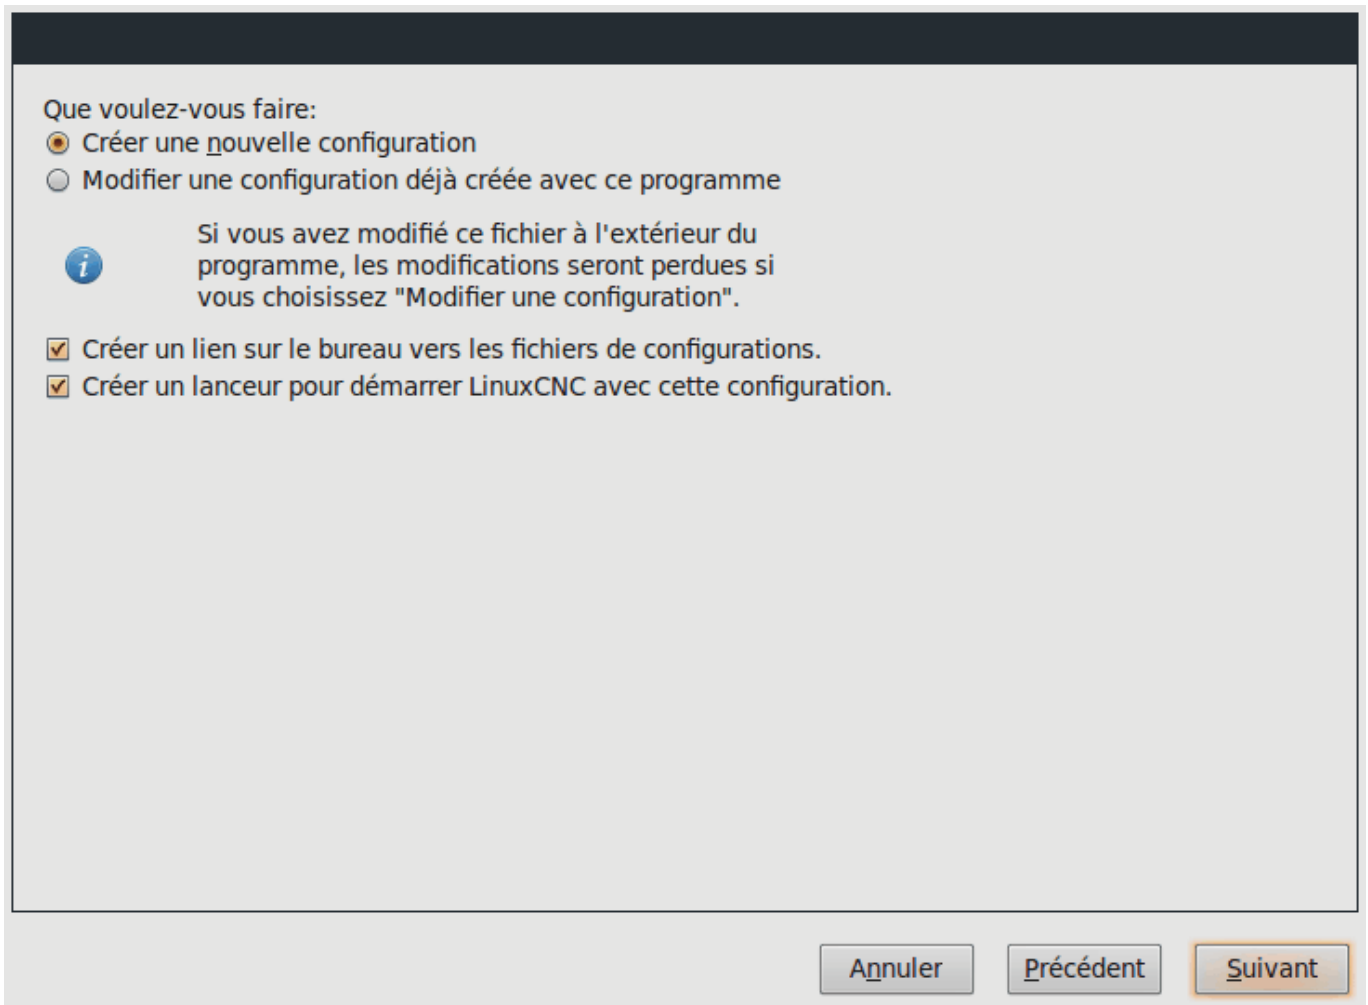 Que voulez-vous faire:
Créer une nouvelle configuration
Modifier une configuration déjà créée avec ce programme
Si vous avez modifié ce fichier à l'extérieur du
programme, les modifications seront perdues si
vous choisissez "Modifier une configuration".
Créer un lien sur le bureau vers les fichiers de configurations.
Créer un lanceur pour démarrer LinuxCNC avec cette configuration.
Annuler Précédent Suivant